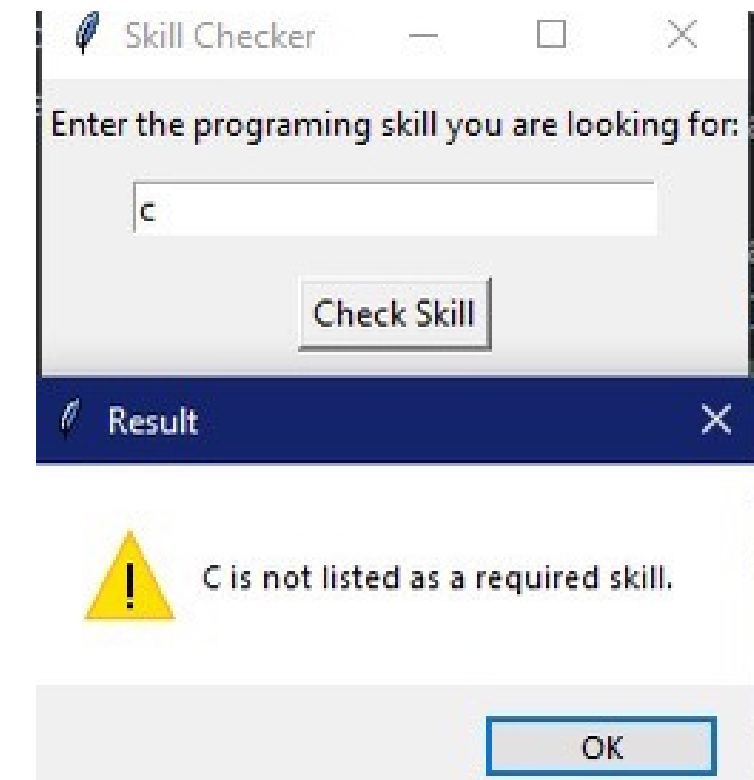 Skill Checker
Enter the programing skill you are looking for:
c
Check Skill
Result
C is not listed as a required skill.
OK